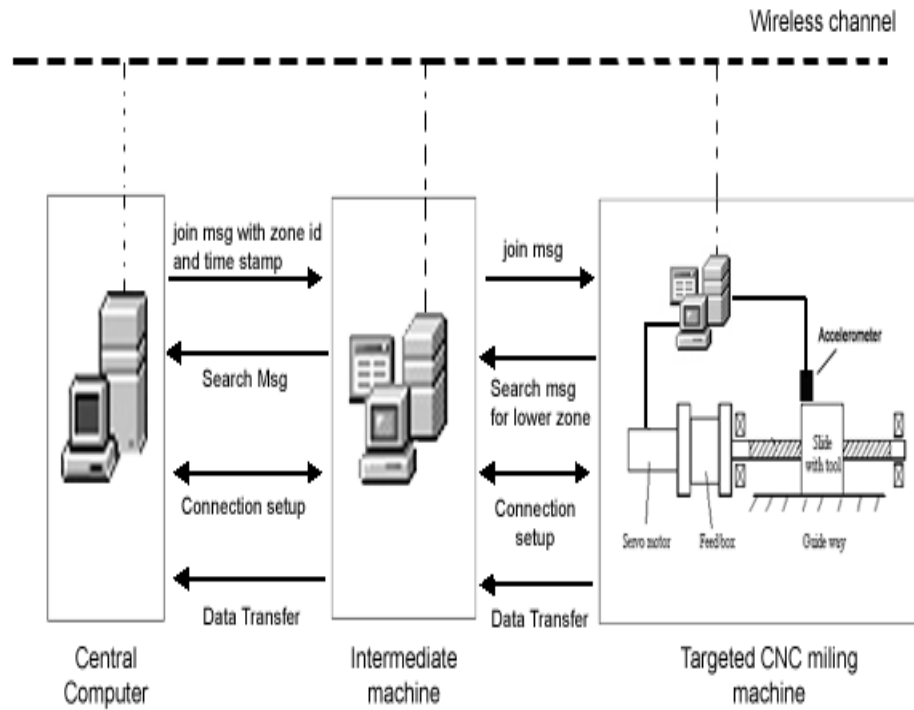 Wireless channel
join msg with zone id
and time stamp
join msg
Search Msg
Search msg
for lower zone
Accelerometer
Slide
with tool
Connection setup
Connection
setup
Servo motor
Feed box
Guide way
Data Transfer
Data Transfer
Central
Computer
Intermediate
machine
Targeted CNC miling
machine